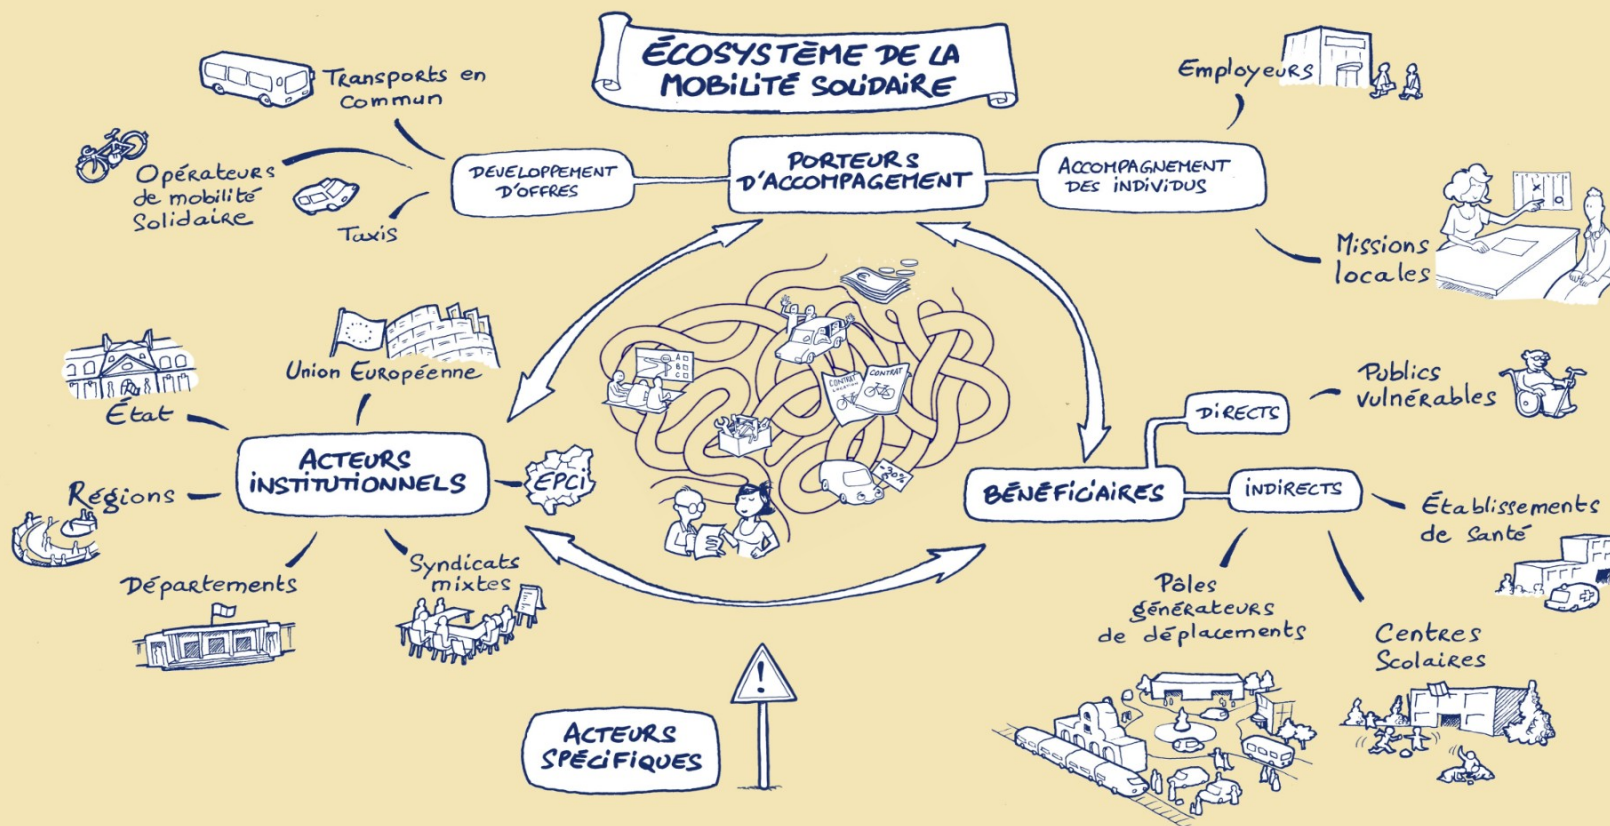 ÉCOSYSTÈME DE LA
MOBILITÉ SOLIDAIRE
Transports en
commun
Opérateurs
de mobilité
Solidaire
Taxis
DÉVELOPPEMENT
D'OFFRES
PORTEURS
D'ACCOMPAGEMENT
ACCOMPAGNEMENT
DES INDIVIDUS
Employeurs
Missions
locales
Union Européenne
État
ACTEURS
INSTITUTIONNELS
EPCI
Régions
Départements
Syndicats
mixtes
€
A
B
C
CONTRAT
LOCATION
CONTRAT
-30%
BÉNÉFICIAIRES
DIRECTS
Publics
vulnérables
INDIRECTS
Établissements
de Santé
Pôles
générateurs
de déplacements
Centres
Scolaires
ACTEURS
SPÉCIFIQUES
!